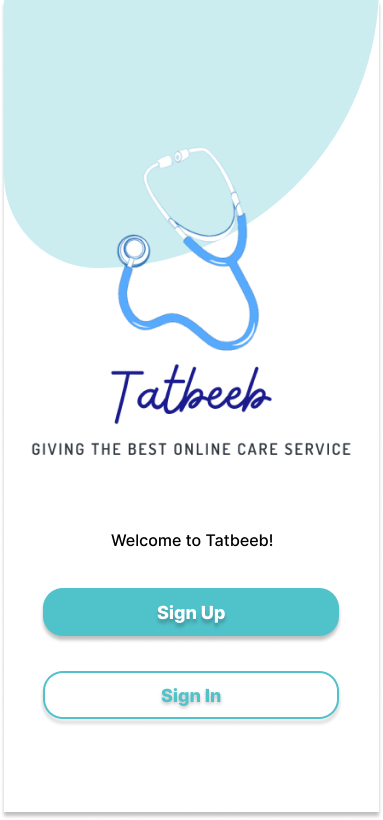 Tatbeeb
GIVING THE BEST ONLINE CARE SERVICE
Welcome to Tatbeeb!
Sign Up
Sign In